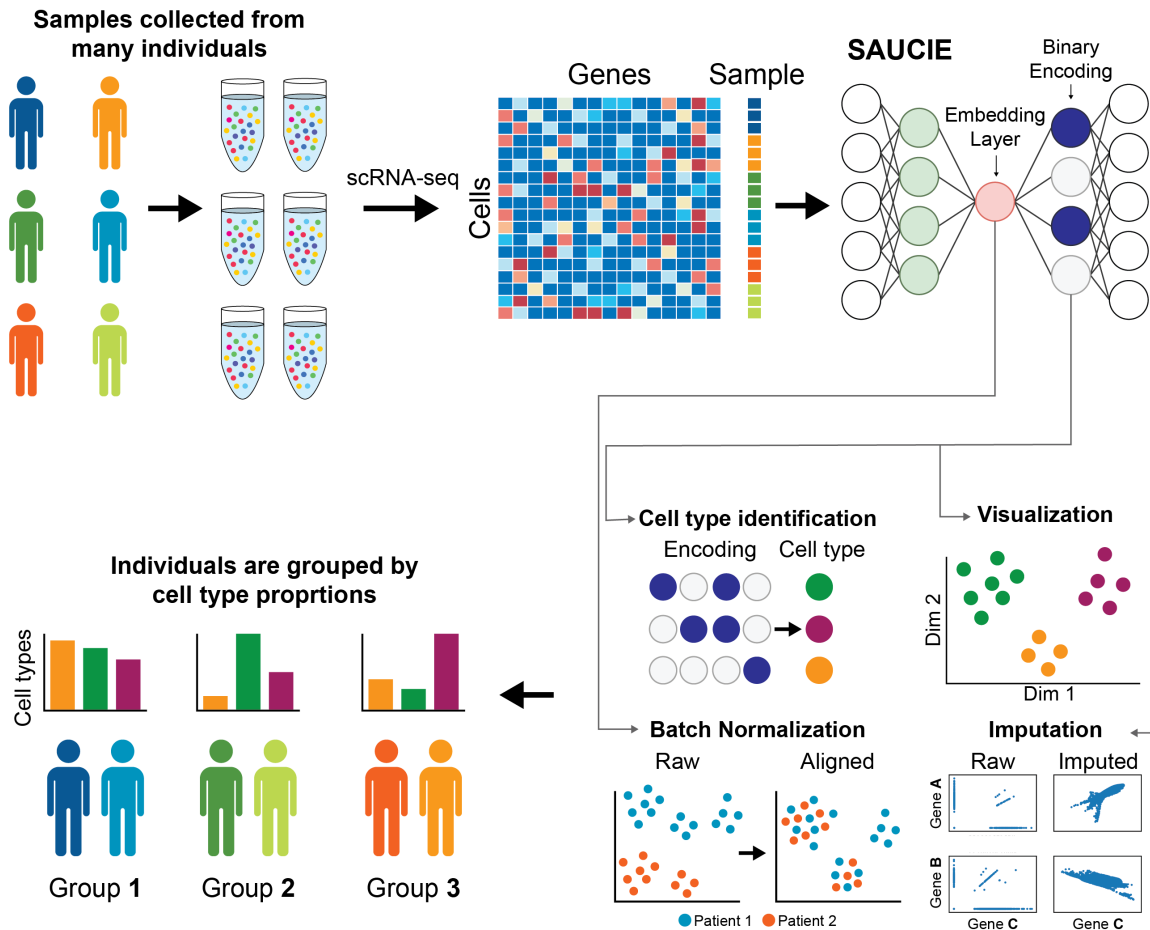 Samples collected from
many individuals
scRNA-seq
Genes
Sample
Cells
SAUCIE
Binary
Encoding
Embedding
Layer
Cell type identification
Encoding
Cell type
Visualization
Dim 2
Dim 1
Batch Normalization
Raw
Aligned
Patient 1
Patient 2
Imputation
Raw
Imputed
Gene A
Gene B
Gene C
Gene C
Individuals are grouped by
cell type proprtions
Cell types
Group 1
Group 2
Group 3